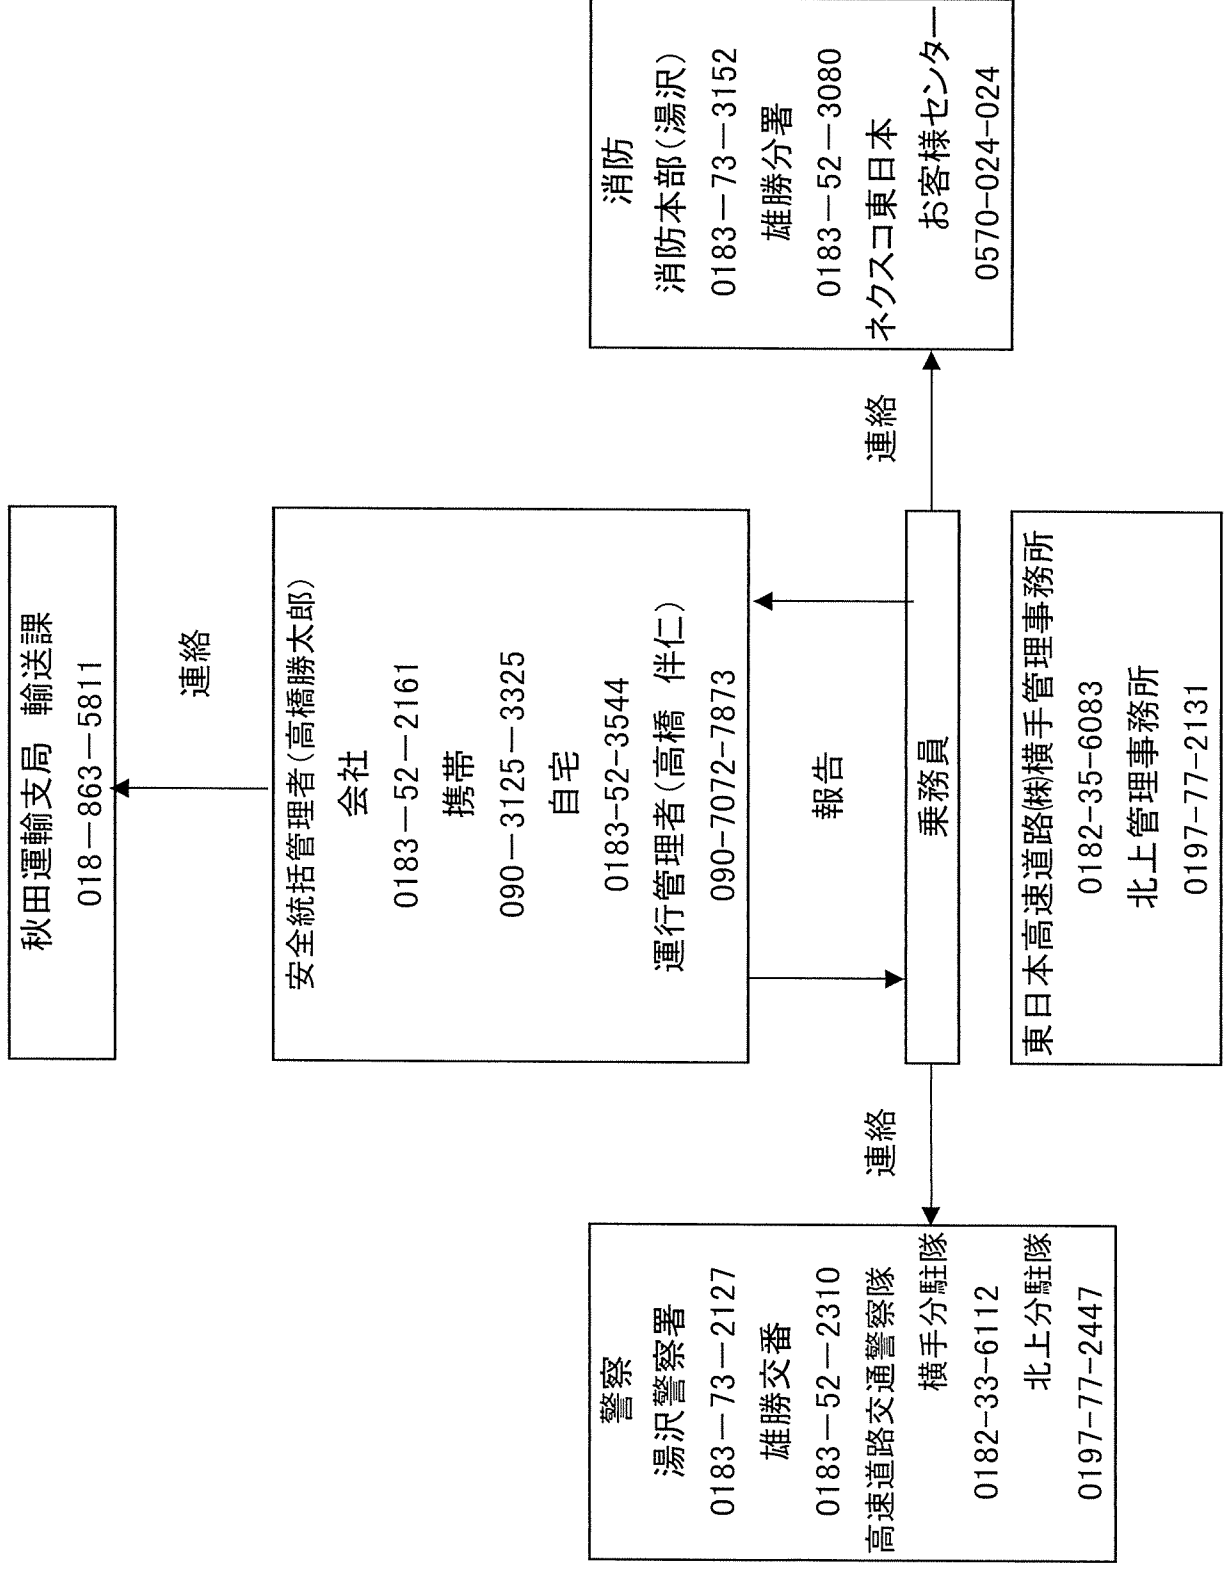 秋田運輸支局　輸送課
018－863－5811
連絡
安全統括管理者（高橋勝太郎）
会社
0183－52－2161
携帯
090－3125－3325
自宅
0183-52-3544
運行管理者（高橋　伴仁）
090-7072-7873
報告
警察
湯沢警察署
0183－73－2127
雄勝交番
0183－52－2310
高速道路交通警察隊
横手分駐隊
0182-33-6112
北上分駐隊
0197-77-2447
連絡
乗務員
連絡
消防
消防本部（湯沢）
0183－73－3152
雄勝分署
0183－52－3080
ネクスコ東日本
お客様センター
0570-024-024
東日本高速道路㈱横手管理事務所
0182-35-6083
北上管理事務所
0197-77-2131